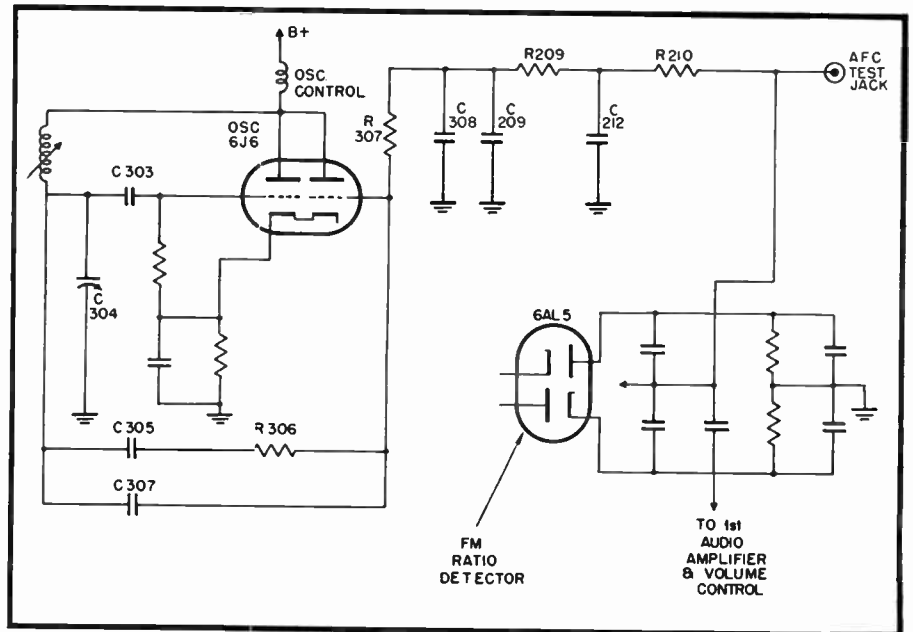 B+
OSC.
CONTROL
OSC
6J6
R
307
C
308
C
209
R209
C
212
R210
AFC
TEST
JACK
C303
C
304
C305
R306
C307
6AL5
FM
RATIO
DETECTOR
TO 1st
AUDIO
AMPLIFIER
& VOLUME
CONTROL